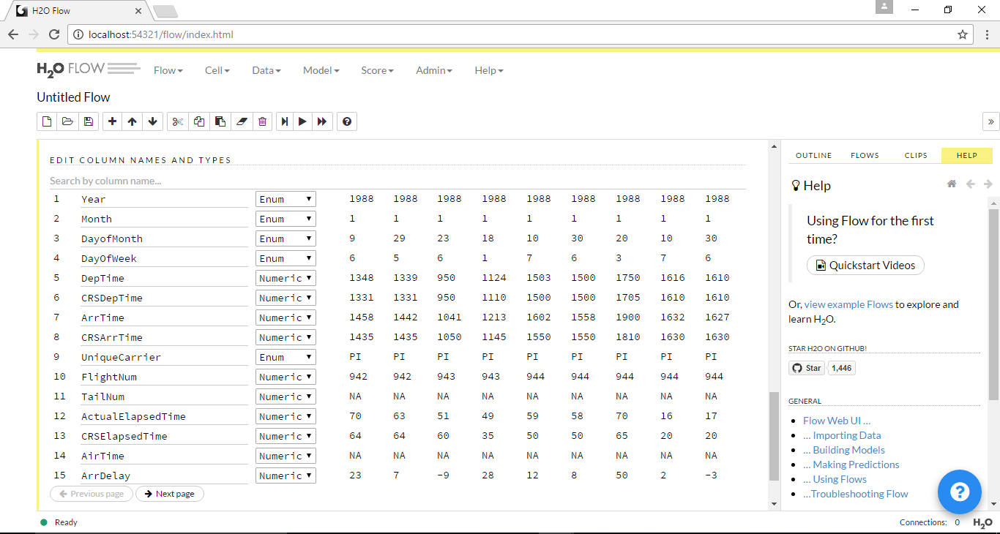 H2O Flow
localhost:54321/flow/index.html
H2O FLOW Flow Cell Data Model Score Admin Help
Untitled Flow
EDIT COLUMN NAMES AND TYPES
Search by column name...
1 Year Enum 1988 1988 1988 1988 1988 1988 1988 1988 1988
2 Month Enum 1 1 1 1 1 1 1 1 1
3 DayofMonth Enum 9 29 23 18 10 30 20 10 30
4 DayOfWeek Enum 6 5 6 1 7 6 3 7 6
5 DepTime Numeric 1348 1339 950 1124 1503 1500 1750 1616 1610
6 CRSDepTime Numeric 1331 1331 950 1110 1500 1500 1705 1610 1610
7 ArrTime Numeric 1458 1442 1041 1213 1602 1558 1900 1632 1627
8 CRSArrTime Numeric 1435 1435 1050 1145 1550 1550 1810 1630 1630
9 UniqueCarrier Enum PI PI PI PI PI PI PI PI PI
10 FlightNum Numeric 942 942 943 943 944 944 944 944 944
11 TailNum Numeric NA NA NA NA NA NA NA NA NA
12 ActualElapsedTime Numeric 70 63 51 49 59 58 70 16 17
13 CRSElapsedTime Numeric 64 64 60 35 50 50 65 20 20
14 AirTime Numeric NA NA NA NA NA NA NA NA NA
15 ArrDelay Numeric 23 7 -9 28 12 8 50 2 -3
Previous page Next page
OUTLINE FLOWS CLIPS HELP
Help
Using Flow for the first
time?
Quickstart Videos
Or, view example Flows to explore and
learn H2O.
STAR H2O ON GITHUB!
Star 1,446
GENERAL
Flow Web UI ...
... Importing Data
... Building Models
... Making Predictions
... Using Flows
...Troubleshooting Flow
Ready
Connections: 0 H2O